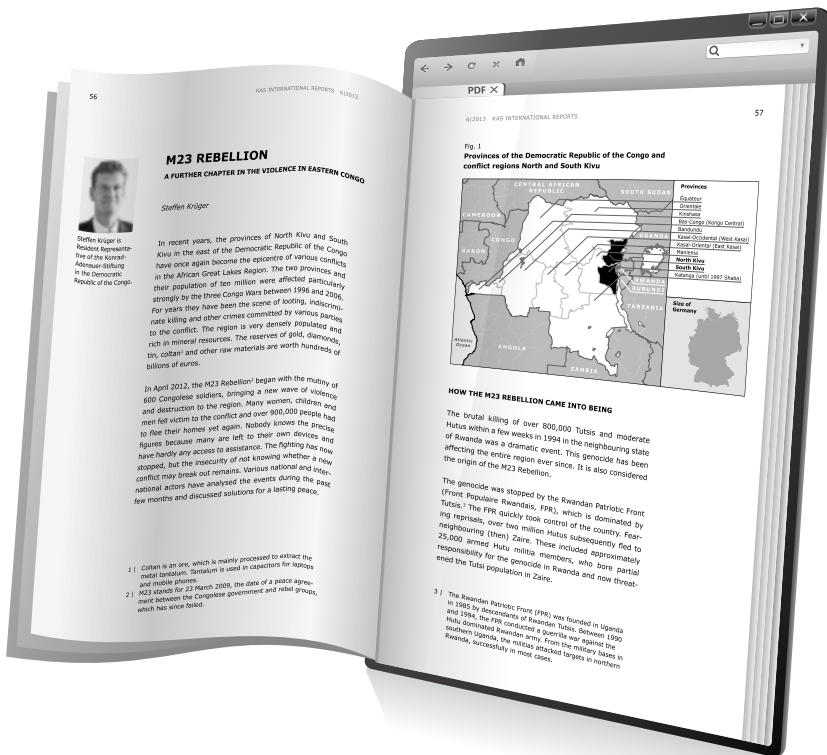 56
KAS INTERNATIONAL REPORTS 6|2013
M23 REBELLION
A FURTHER CHAPTER IN THE VIOLENCE IN EASTERN CONGO
Steffen Krüger
Steffen Krüger is
Resident Representa-
tive of the Konrad-
Adenauer-Stiftung
in the Democratic
Republic of the Congo.
In recent years, the provinces of North Kivu and South
Kivu in the east of the Democratic Republic of the Congo
have once again become the epicentre of various conflicts
in the African Great Lakes Region. The two provinces and
their population of ten million were affected particularly
strongly by the three Congo Wars between 1996 and 2006.
For years they have been the scene of looting, indiscrimi-
nate killing and other crimes committed by various parties
to the conflict. The region is very densely populated and
rich in mineral resources. The reserves of gold, diamonds,
tin, coltan¹ and other raw materials are worth hundreds of
billions of euros.
In April 2012, the M23 Rebellion² began with the mutiny of
600 Congolese soldiers, bringing a new wave of violence
and destruction to the region. Many women, children and
men fell victim to the conflict and over 900,000 people had
to flee their homes yet again. Nobody knows the precise
figures because many are left to their own devices and
have hardly any access to assistance. The fighting has now
stopped, but the insecurity of not knowing whether a new
conflict may break out remains. Various national and inter-
national actors have analysed the events during the past
few months and discussed solutions for a lasting peace.
1 | Coltan is an ore, which is mainly processed to extract the
metal tantalum. Tantalum is used in capacitors for laptops
and mobile phones.
2 | M23 stands for 23 March 2009, the date of a peace agree-
ment between the Congolese government and rebel groups,
which has since failed.
PDF
6|2013 KAS INTERNATIONAL REPORTS
57
Fig. 1
Provinces of the Democratic Republic of the Congo and
conflict regions North and South Kivu
CENTRAL AFRICAN
REPUBLIC
SOUTH SUDAN
CAMEROON
CONGO
GABON
UGANDA
RWANDA
BURUNDI
TANZANIA
Atlantic
Ocean
ANGOLA
ZAMBIA
Provinces
Équateur
Orientale
Kinshasa
Bas-Congo (Kongo Central)
Bandundu
Kasai-Occidental (West Kasai)
Kasai-Oriental (East Kasai)
Maniema
North Kivu
South Kivu
Katanga (until 1997 Shaba)
Size of
Germany
HOW THE M23 REBELLION CAME INTO BEING
The brutal killing of over 800,000 Tutsis and moderate
Hutus within a few weeks in 1994 in the neighbouring state
of Rwanda was a dramatic event. This genocide has been
affecting the entire region ever since. It is also considered
the origin of the M23 Rebellion.
The genocide was stopped by the Rwandan Patriotic Front
(Front Populaire Rwandais, FPR), which is dominated by
Tutsis.³ The FPR quickly took control of the country. Fear-
ing reprisals, over two million Hutus subsequently fled to
neighbouring (then) Zaire. These included approximately
25,000 armed Hutu militia members, who bore partial
responsibility for the genocide in Rwanda and now threat-
ened the Tutsi population in Zaire.
3 | The Rwandan Patriotic Front (FPR) was founded in Uganda
in 1985 by descendants of Rwandan Tutsis. Between 1990
and 1994, the FPR conducted a guerrilla war against the
Hutu dominated Rwandan army. From the military bases in
southern Uganda, the militias attacked targets in northern
Rwanda, successfully in most cases.